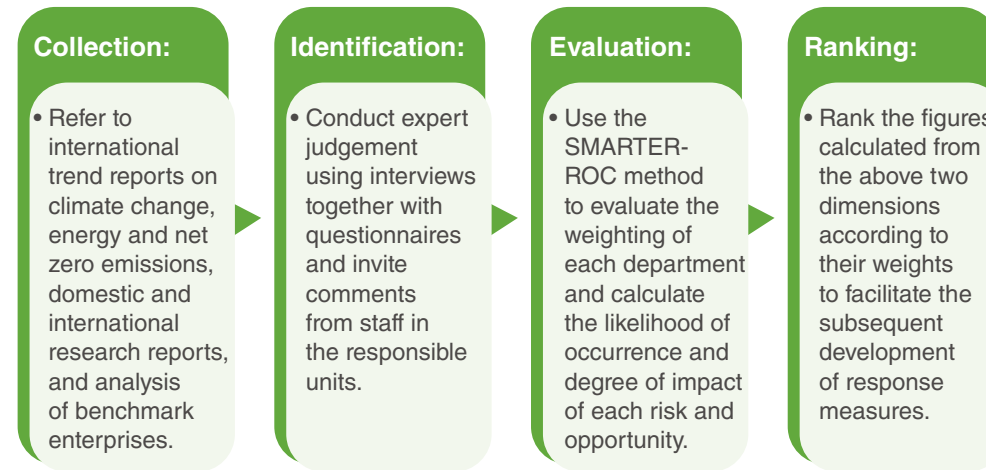 Collection:
• Refer to
international
trend reports on
climate change,
energy and net
zero emissions,
domestic and
international
research reports,
and analysis
of benchmark
enterprises.
Identification:
• Conduct expert
judgement
using interviews
together with
questionnaires
and invite
comments
from staff in
the responsible
units.
Evaluation:
• Use the
SMARTER-
ROC method
to evaluate the
weighting of
each department
and calculate
the likelihood of
occurrence and
degree of impact
of each risk and
opportunity.
Ranking:
• Rank the figures
calculated from
the above two
dimensions
according to
their weights
to facilitate the
subsequent
development
of response
measures.